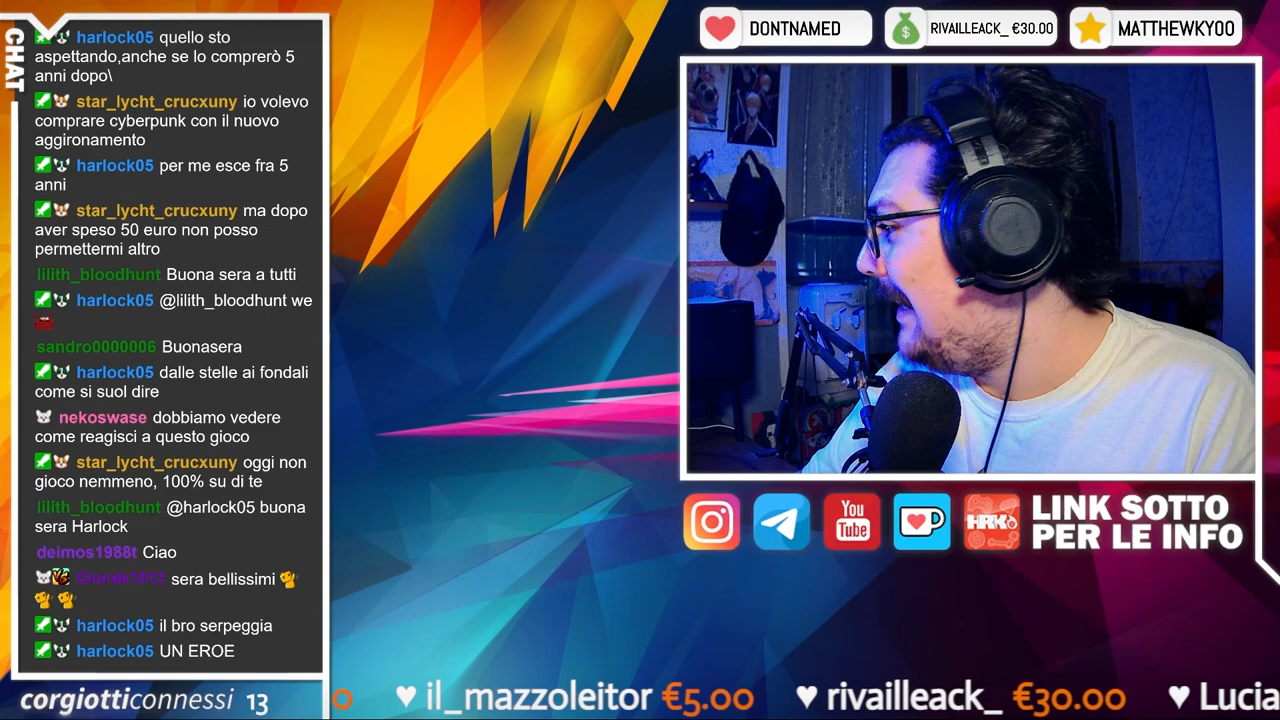 CHAT
harlock05 quello sto
aspettando,anche se lo comprerò 5
anni dopo\
star_lycht_crucxuny io volevo
comprare cyberpunk con il nuovo
aggironamento
harlock05 per me esce fra 5
anni
star_lycht_crucxuny ma dopo
aver speso 50 euro non posso
permettermi altro
lilith_bloodhunt Buona sera a tutti
harlock05 @lilith_bloodhunt we
sandro0000006 Buonasera
harlock05 dalle stelle ai fondali
come si suol dire
nekoswase dobbiamo vedere
come reagisci a questo gioco
star_lycht_crucxuny oggi non
gioco nemmeno, 100% su di te
lilith_bloodhunt @harlock05 buona
sera Harlock
deimos1988t Ciao
sera bellissimi
harlock05 il bro serpeggia
harlock05 UN EROE
corgiotticonnessi 13
DONTNAMED
RIVAILLEACK_ €30.00
MATTHEWKYOO
You
Tube
HRK
LINK SOTTO
PER LE INFO
0 ♥ il_mazzoleitor €5.00 ♥ rivailleack_ €30.00 ♥ Lucia